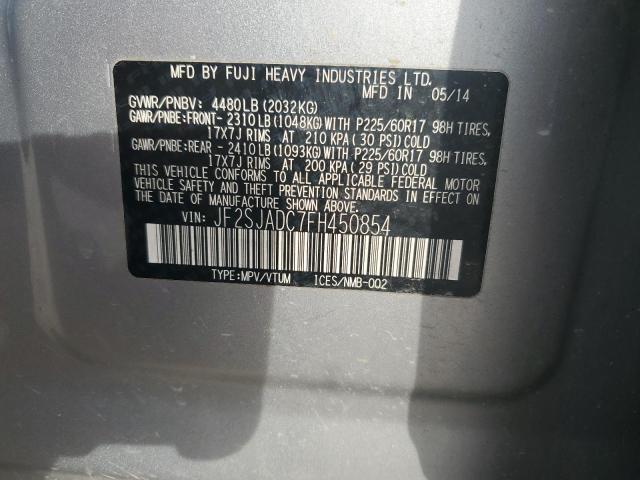 MFD BY FUJI HEAVY INDUSTRIES LTD.
MFD IN 05/14
GVWR/PNBV: 4480LB (2032KG)
GAWR/PNBE:FRONT- 2310LB (1048KG) WITH P225/60R17 98H TIRES,
17X7J RIMS AT 210 KPA ( 30 PSI) COLD
GAWR/PNBE:REAR - 2410LB (1093KG) WITH P225/60R17 98H TIRES,
17X7J RIMS AT 200 KPA ( 29 PSI) COLD
THIS VEHICLE CONFORMS TO ALL APPLICABLE FEDERAL MOTOR
VEHICLE SAFETY AND THEFT PREVENTION STANDARDS IN EFFECT ON
THE DATE OF MANUFACTURE SHOWN ABOVE.
VIN: JF2SJADC7FH450854
TYPE:MPV/VTUM ICES/NMB-002